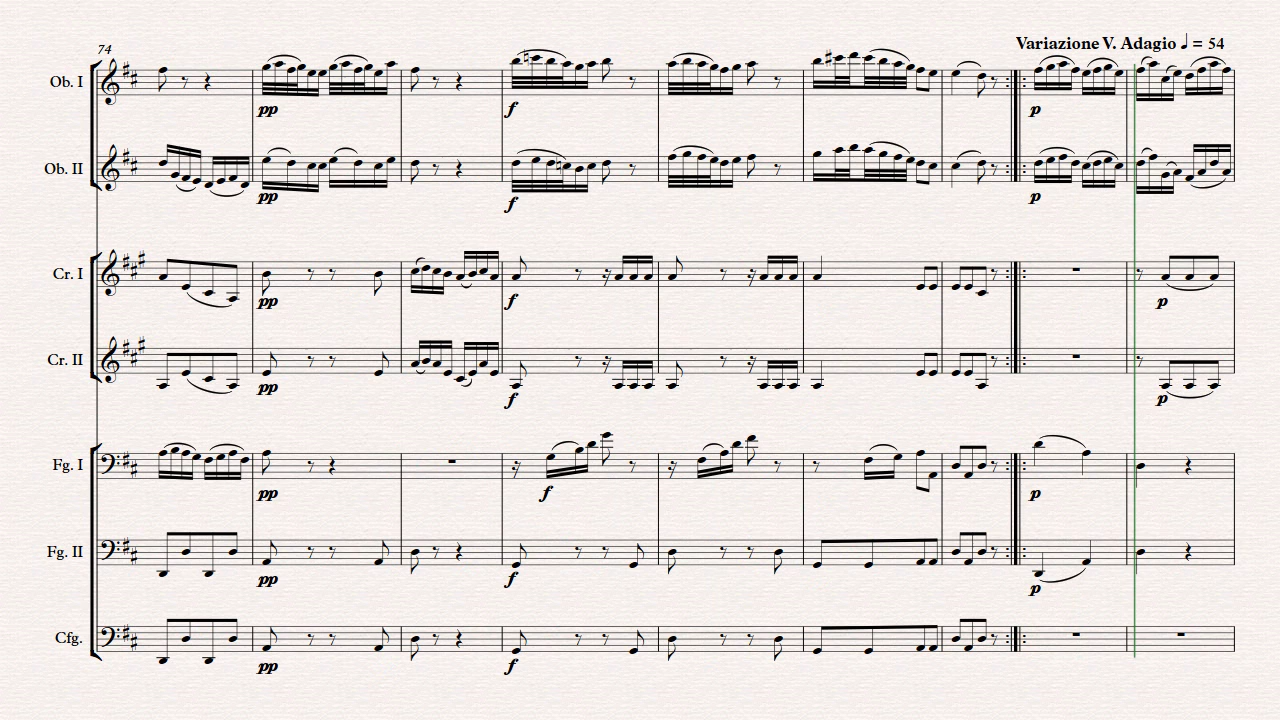 Variazione V. Adagio ♩ = 54
74
Ob. I
pp
f
p
Ob. II
pp
f
p
Cr. I
pp
f
p
Cr. II
pp
f
p
Fg. I
pp
f
p
Fg. II
pp
f
p
Cfg.
pp
f